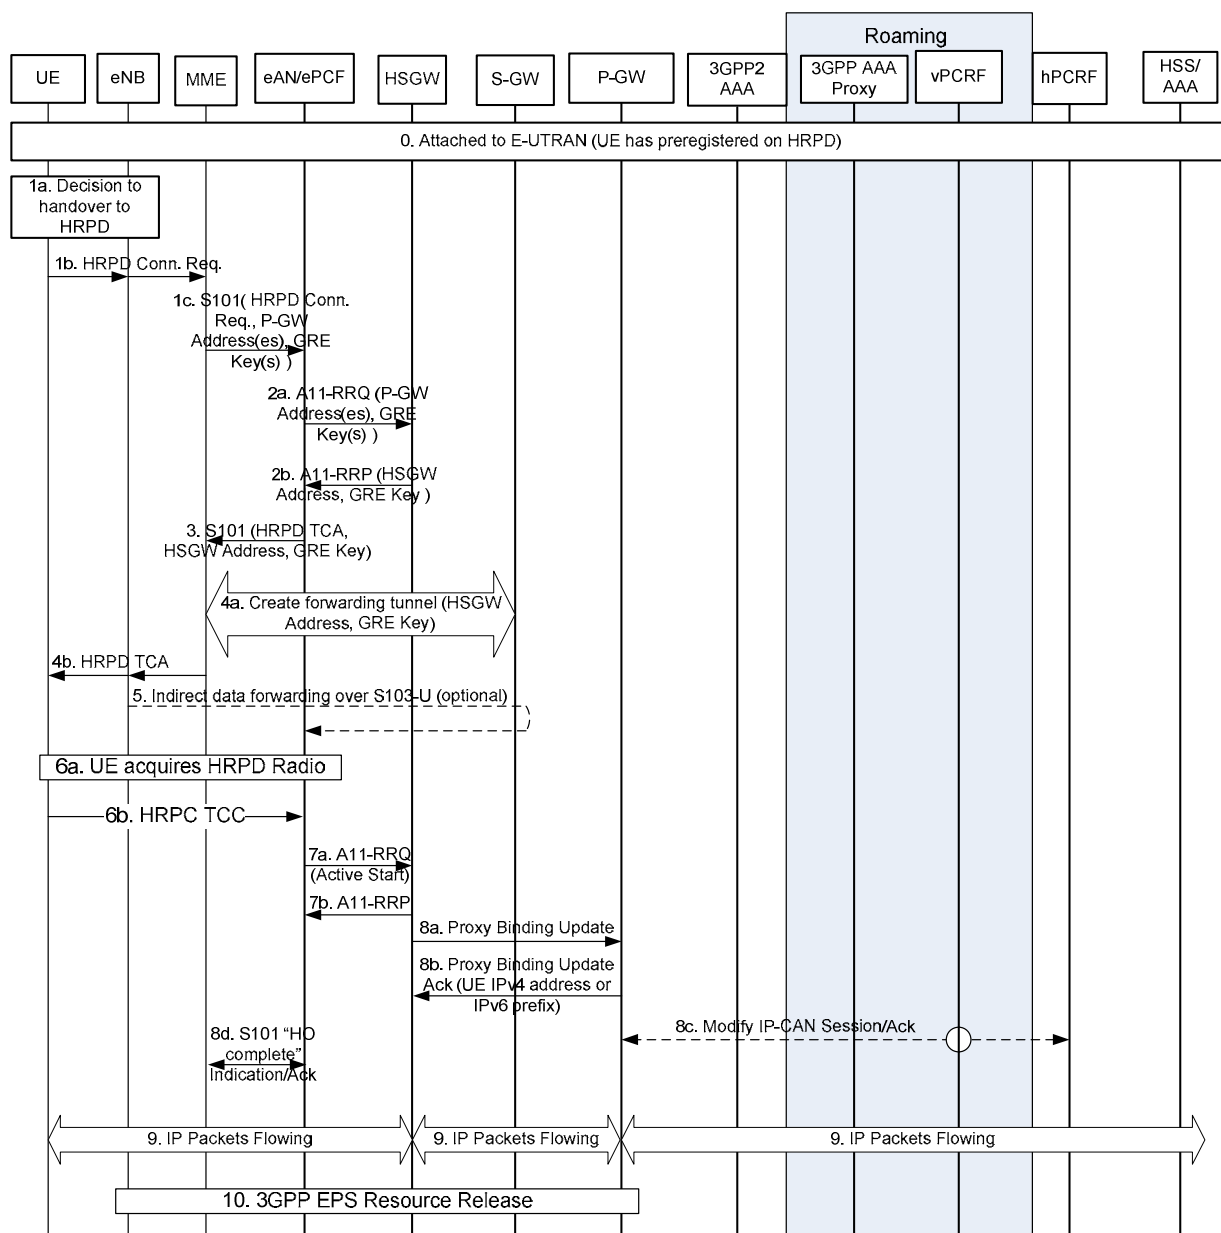 Roaming
UE
eNB
MME
eAN/ePCF
HSGW
S-GW
P-GW
3GPP2
AAA
3GPP AAA
Proxy
vPCRF
hPCRF
HSS/
AAA
0. Attached to E-UTRAN (UE has preregistered on HRPD)
1a. Decision to
handover to
HRPD
1b. HRPD Conn. Req.
1c. S101( HRPD Conn.
Req., P-GW
Address(es), GRE
Key(s) )
2a. A11-RRQ (P-GW
Address(es), GRE
Key(s) )
2b. A11-RRP (HSGW
Address, GRE Key )
3. S101 (HRPD TCA,
HSGW Address, GRE Key)
4a. Create forwarding tunnel (HSGW
Address, GRE Key)
4b. HRPD TCA
5. Indirect data forwarding over S103-U (optional)
6a. UE acquires HRPD Radio
6b. HRPC TCC
7a. A11-RRQ
(Active Start)
7b. A11-RRP
8a. Proxy Binding Update
8b. Proxy Binding Update
Ack (UE IPv4 address or
IPv6 prefix)
8c. Modify IP-CAN Session/Ack
8d. S101 “HO
complete”
Indication/Ack
9. IP Packets Flowing
9. IP Packets Flowing
9. IP Packets Flowing
10. 3GPP EPS Resource Release